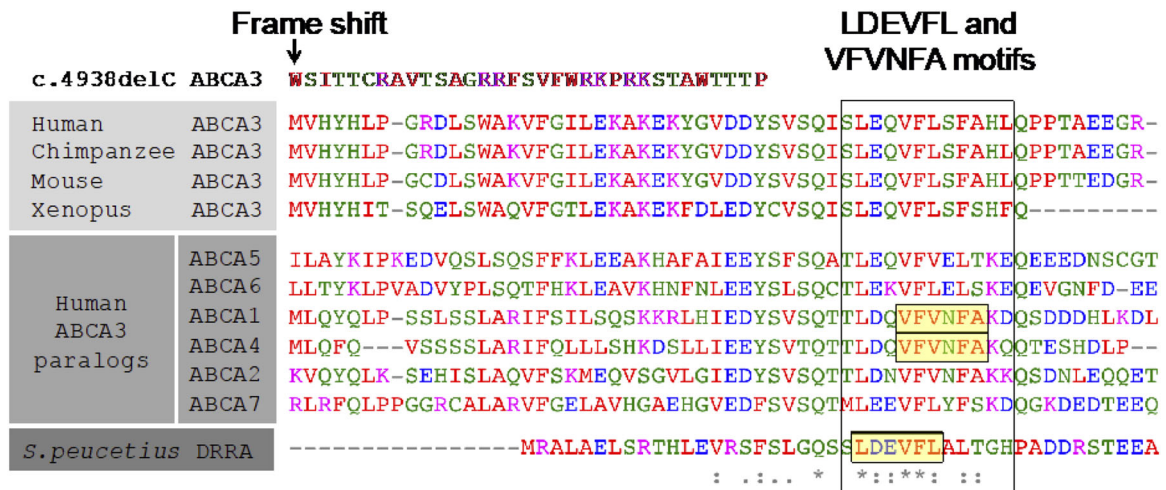 Frame shift
LDEVFL and
VFVNFA motifs
c.4938delC ABCA3 WSITTCRAVTSAGRRFSVFWRKPRKSTAWTTTP
Human ABCA3 MVHYHLP-GRDLSWAKVFGILEKAKEKYGVDDYSVSQISLEQVFLSFAHLQPPTAEEGR-
Chimpanzee ABCA3 MVHYHLP-GRDLSWAKVFGILEKAKEKYGVDDYSVSQISLEQVFLSFAHLQPPTAEEGR-
Mouse ABCA3 MVHYHLP-GCDLSWAKVFGILEKAKEKYGVDDYSVSQISLEQVFLSFAHLQPPTTEDGR-
Xenopus ABCA3 MVHYHIT-SQELSWAQVFGTLEKAKEKFDLEDYCVSQISLEQVFLSFSHFQ---------
Human
ABCA3
paralogs
ABCA5 ILAYKIPKEDVQSLSQSFFKLEEAKHAFAIEEYSFSQATLEQVFVELTKEQEEEDNSCGT
ABCA6 LLTYKLPVADVYPLSQTFHKLEAVKHNFNLEEYSLSQCTLEKVFLELSKEQEVGNFD-EE
ABCA1 MLQYQLP-SSLSSLARIFSILSQSKKRLHIEDYSVSQTTLDQVFVNFAKDQSDDDHLKDL
ABCA4 MLQFQ---VSSSSLARIFQLLLSHKDSLLIEEYSVTQTTLDQVFVNFAKQQTESHDLP--
ABCA2 KVQYQLK-SEHISLAQVFSKMEQVSGVLGIEDYSVSQTTLDNVFVNFAKKQSDNLEQQET
ABCA7 RLRFQLPPGGRCALARVFGELAVHGAEHGVEDFSVSQTMLEEVFLYFSKDQGKDEDTEEQ
S.peucetius DRRA ---------------MRALAELSRTHLEVRSFSLGQSSLDEVFLALTGHPADDRSTEEA
: .:.. * *::**: ::